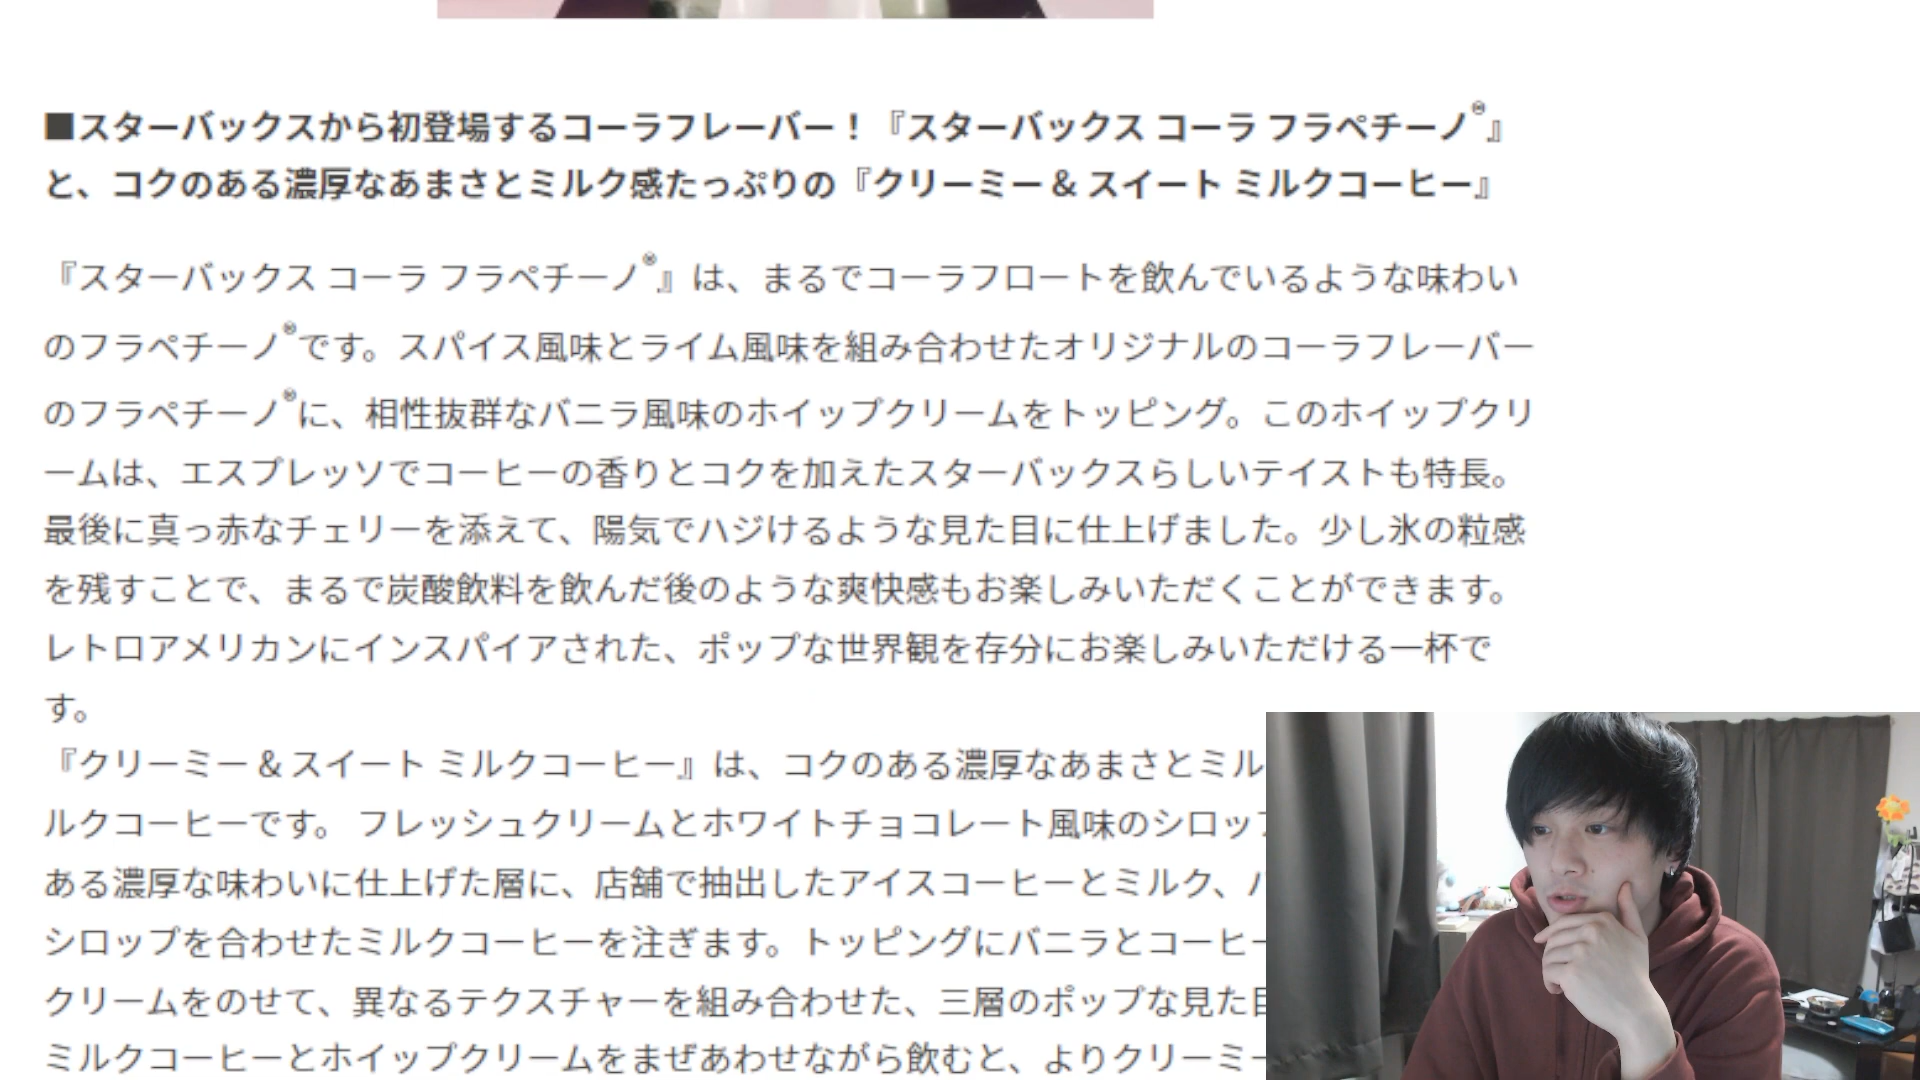 ■スターバックスから初登場するコーラフレーバー！『スターバックス コーラ フラペチーノ®』
と、コクのある濃厚なあまさとミルク感たっぷりの『クリーミー & スイート ミルクコーヒー』
『スターバックス コーラ フラペチーノ®』は、まるでコーラフロートを飲んでいるような味わい
のフラペチーノ®です。スパイス風味とライム風味を組み合わせたオリジナルのコーラフレーバー
のフラペチーノ®に、相性抜群なバニラ風味のホイップクリームをトッピング。このホイップクリ
ームは、エスプレッソでコーヒーの香りとコクを加えたスターバックスらしいテイストも特長。
最後に真っ赤なチェリーを添えて、陽気でハジけるような見た目に仕上げました。少し氷の粒感
を残すことで、まるで炭酸飲料を飲んだ後のような爽快感もお楽しみいただくことができます。
レトロアメリカンにインスパイアされた、ポップな世界観を存分にお楽しみいただける一杯で
す。
『クリーミー & スイート ミルクコーヒー』は、コクのある濃厚なあまさとミル
ルクコーヒーです。 フレッシュクリームとホワイトチョコレート風味のシロップ
ある濃厚な味わいに仕上げた層に、店舗で抽出したアイスコーヒーとミルク、
シロップを合わせたミルクコーヒーを注ぎます。トッピングにバニラとコーヒー
クリームをのせて、異なるテクスチャーを組み合わせた、三層のポップな見た目
ミルクコーヒーとホイップクリームをまぜあわせながら飲むと、よりクリーミー